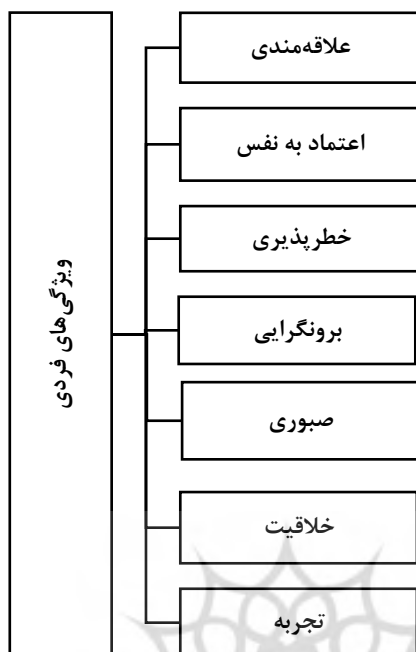 ویژگی‌های فردی
علاقه‌مندی
اعتماد به نفس
خطرپذیری
برونگرایی
صبوری
خلاقیت
تجربه